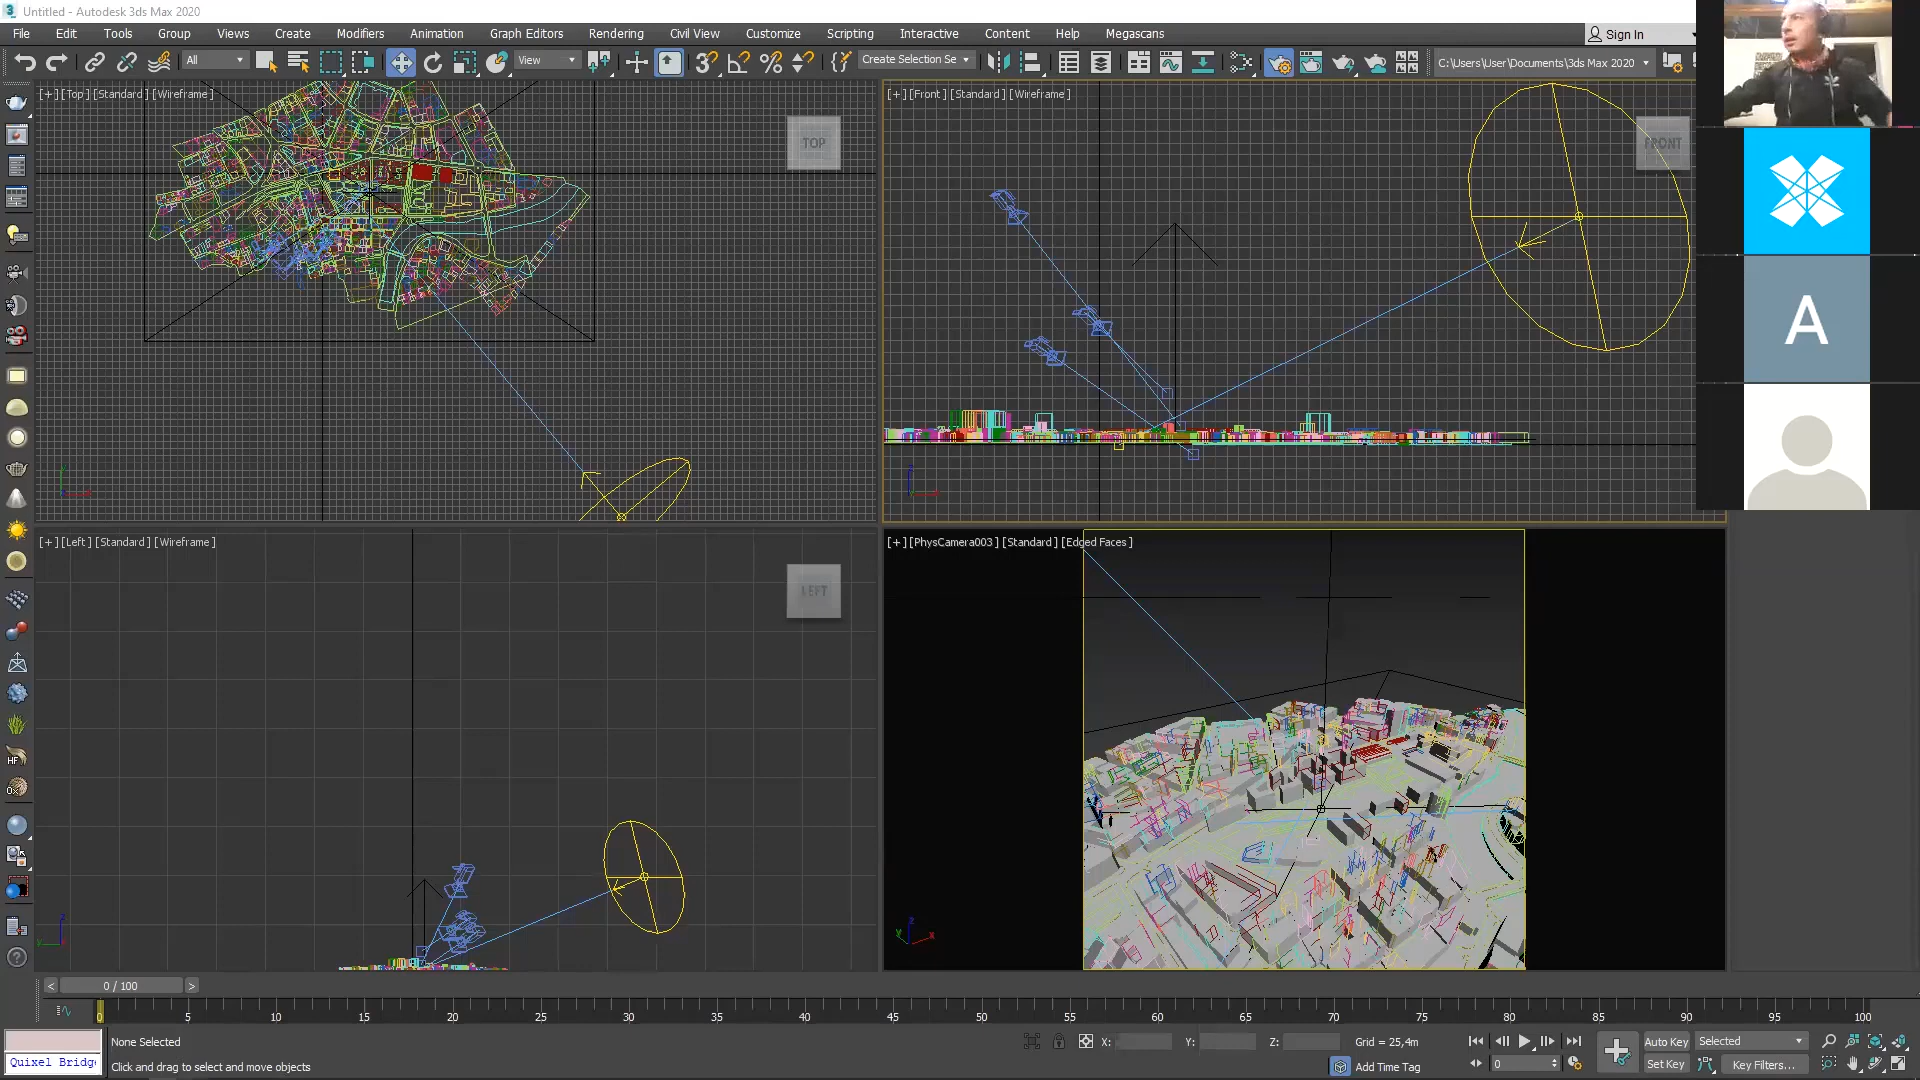 Untitled - Autodesk 3ds Max 2020
File Edit Tools Group Views Create Modifiers Animation Graph Editors Rendering Civil View Customize Scripting Interactive Content Help Megascans
Sign In
All
View
Create Selection Se
C:\Users\User\Documents\3ds Max 2020
[+] [Top] [Standard] [Wireframe]
TOP
[+] [Front] [Standard] [Wireframe]
FRONT
A
[+] [Left] [Standard] [Wireframe]
LEFT
[+] [PhysCamera003] [Standard] [Edged Faces]
< 0 / 100 >
0 5 10 15 20 25 30 35 40 45 50 55 60 65 70 75 80 85 90 95 100
None Selected
X: Y: Z: Grid = 25,4m
Auto Key Selected
Quixel Bridg
Click and drag to select and move objects
Add Time Tag
0
Set Key Key Filters...